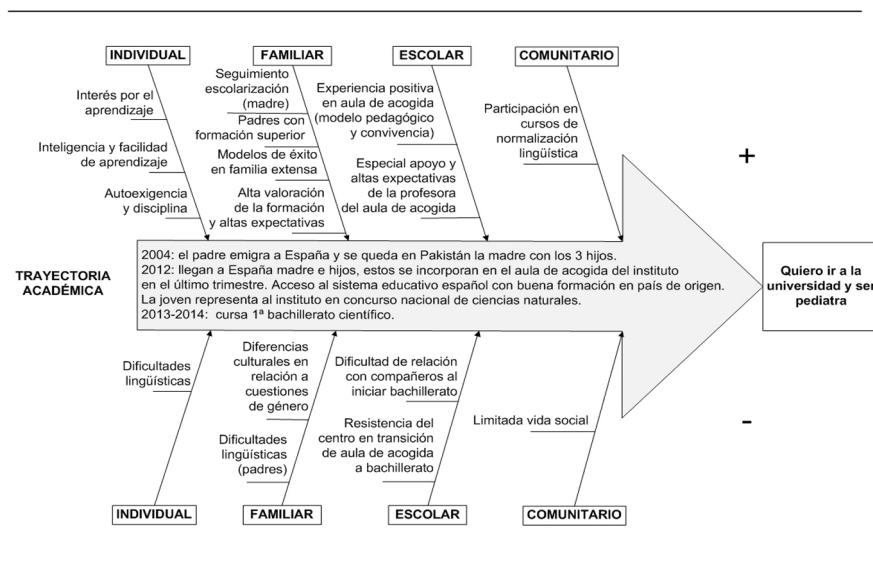 INDIVIDUAL
FAMILIAR
ESCOLAR
COMUNITARIO
Interés por el
aprendizaje
Inteligencia y facilidad
de aprendizaje
Autoexigencia
y disciplina
Seguimiento
escolarización
(madre)
Padres con
formación superior
Modelos de éxito
en familia extensa
Alta valoración
de la formación
y altas expectativas
Experiencia positiva
en aula de acogida
(modelo pedagógico
y convivencia)
Especial apoyo y
altas expectativas
de la profesora
del aula de acogida
Participación en
cursos de
normalización
lingüística
+
TRAYECTORIA
ACADÉMICA
2004: el padre emigra a España y se queda en Pakistán la madre con los 3 hijos.
2012: llegan a España madre e hijos, estos se incorporan en el aula de acogida del instituto
en el último trimestre. Acceso al sistema educativo español con buena formación en país de origen.
La joven representa al instituto en concurso nacional de ciencias naturales.
2013-2014: cursa 1ª bachillerato científico.
Quiero ir a la
universidad y ser
pediatra
Dificultades
lingüísticas
Diferencias
culturales en
relación a
cuestiones
de género
Dificultades
lingüísticas
(padres)
Dificultad de relación
con compañeros al
iniciar bachillerato
Resistencia del
centro en transición
de aula de acogida
a bachillerato
Limitada vida social
-
INDIVIDUAL
FAMILIAR
ESCOLAR
COMUNITARIO